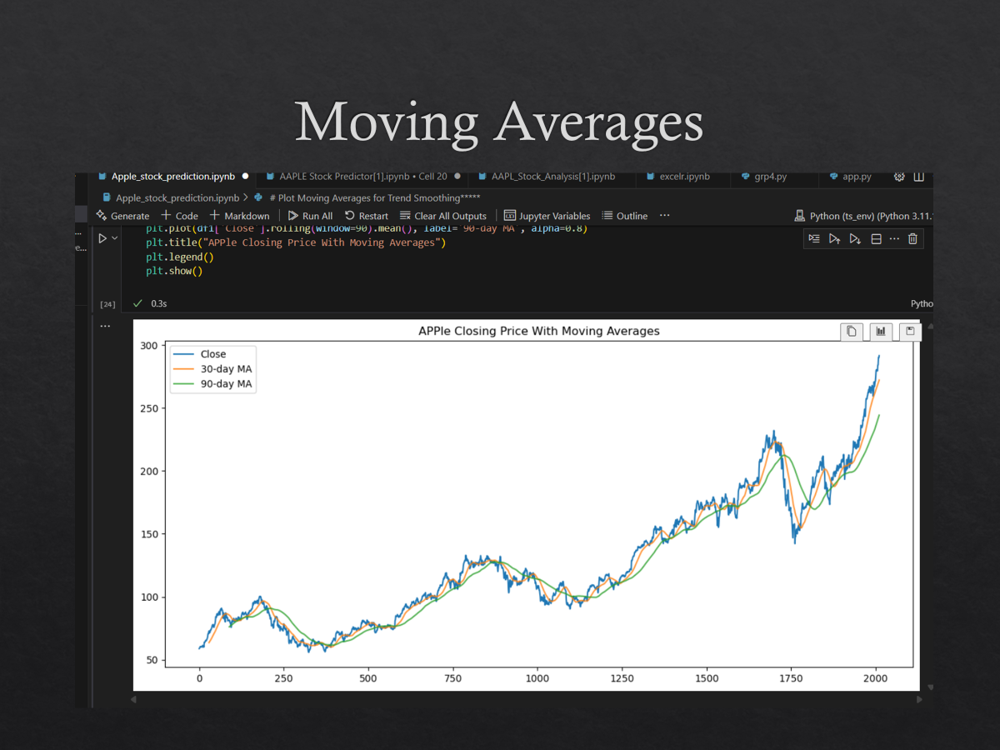 Moving Averages
Apple_stock_prediction.ipynb AAPLE Stock Predictor[1].ipynb • Cell 20 AAPL_Stock_Analysis[1].ipynb excelr.ipynb grp4.py app.py
Apple_stock_prediction.ipynb > # Plot Moving Averages for Trend Smoothing*****
Generate + Code + Markdown Run All Restart Clear All Outputs Jupyter Variables Outline ... Python (ts_env) (Python 3.11.
plt.plot(df1['Close'].rolling(window=90).mean(), label='90-day MA', alpha=0.8)
e...
plt.title("APPle Closing Price With Moving Averages")
plt.legend()
plt.show()
[24] 0.3s Pytho
APPle Closing Price With Moving Averages
Close
30-day MA
90-day MA
300
250
200
150
100
50
0 250 500 750 1000 1250 1500 1750 2000